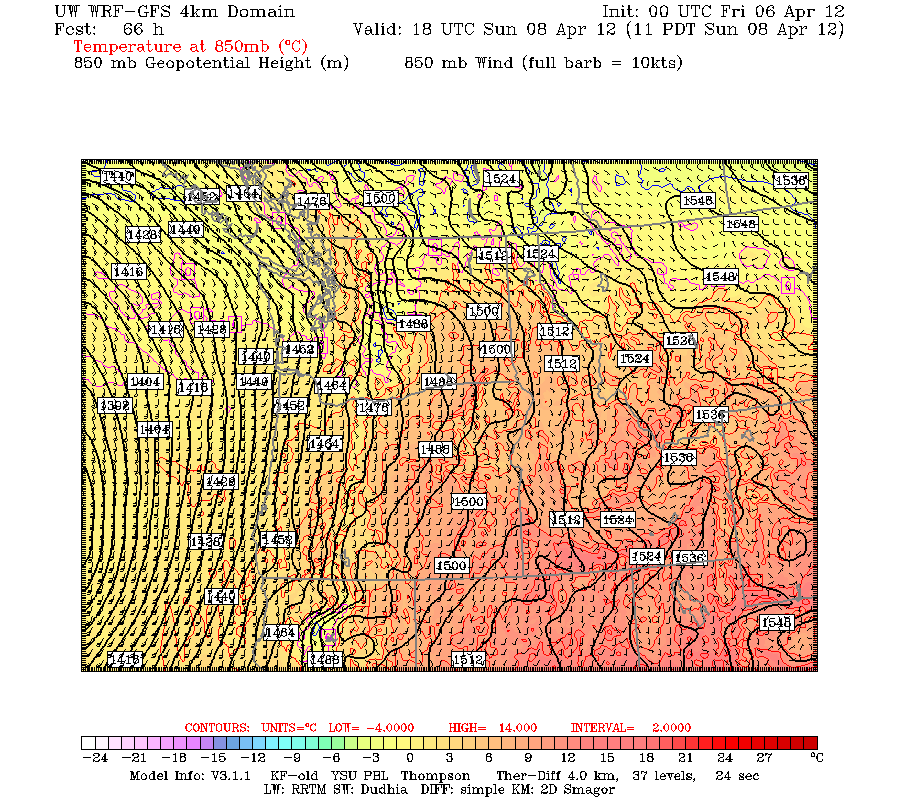 UW WRF-GFS 4km Domain Init: 00 UTC Fri 06 Apr 12
Fcst: 66 h Valid: 18 UTC Sun 08 Apr 12 (11 PDT Sun 08 Apr 12)
Temperature at 850mb (°C)
850 mb Geopotential Height (m) 850 mb Wind (full barb = 10kts)
1440 1524 1536
1452 1464 1476 1500 1548
1428 1440 1548
1512 1524
1416 1548
1500
1416 1428 1488 1512
1536
1440 1452 1500 1524
1512
1404 1416 1440 1464 1488
1392 1452 1476 1536
1404
1464 1488 1536
1428
1500
1512 1524
1452
1524 1536
1500
1440
1464 1548
1416 1488 1512
CONTOURS: UNITS=°C LOW= -4.0000 HIGH= 14.000 INTERVAL= 2.0000
-24 -21 -18 -15 -12 -9 -6 -3 0 3 6 9 12 15 18 21 24 27 °C
Model Info: V3.1.1 KF-old YSU PBL Thompson Ther-Diff 4.0 km, 37 levels, 24 sec
LW: RRTM SW: Dudhia DIFF: simple KM: 2D Smagor